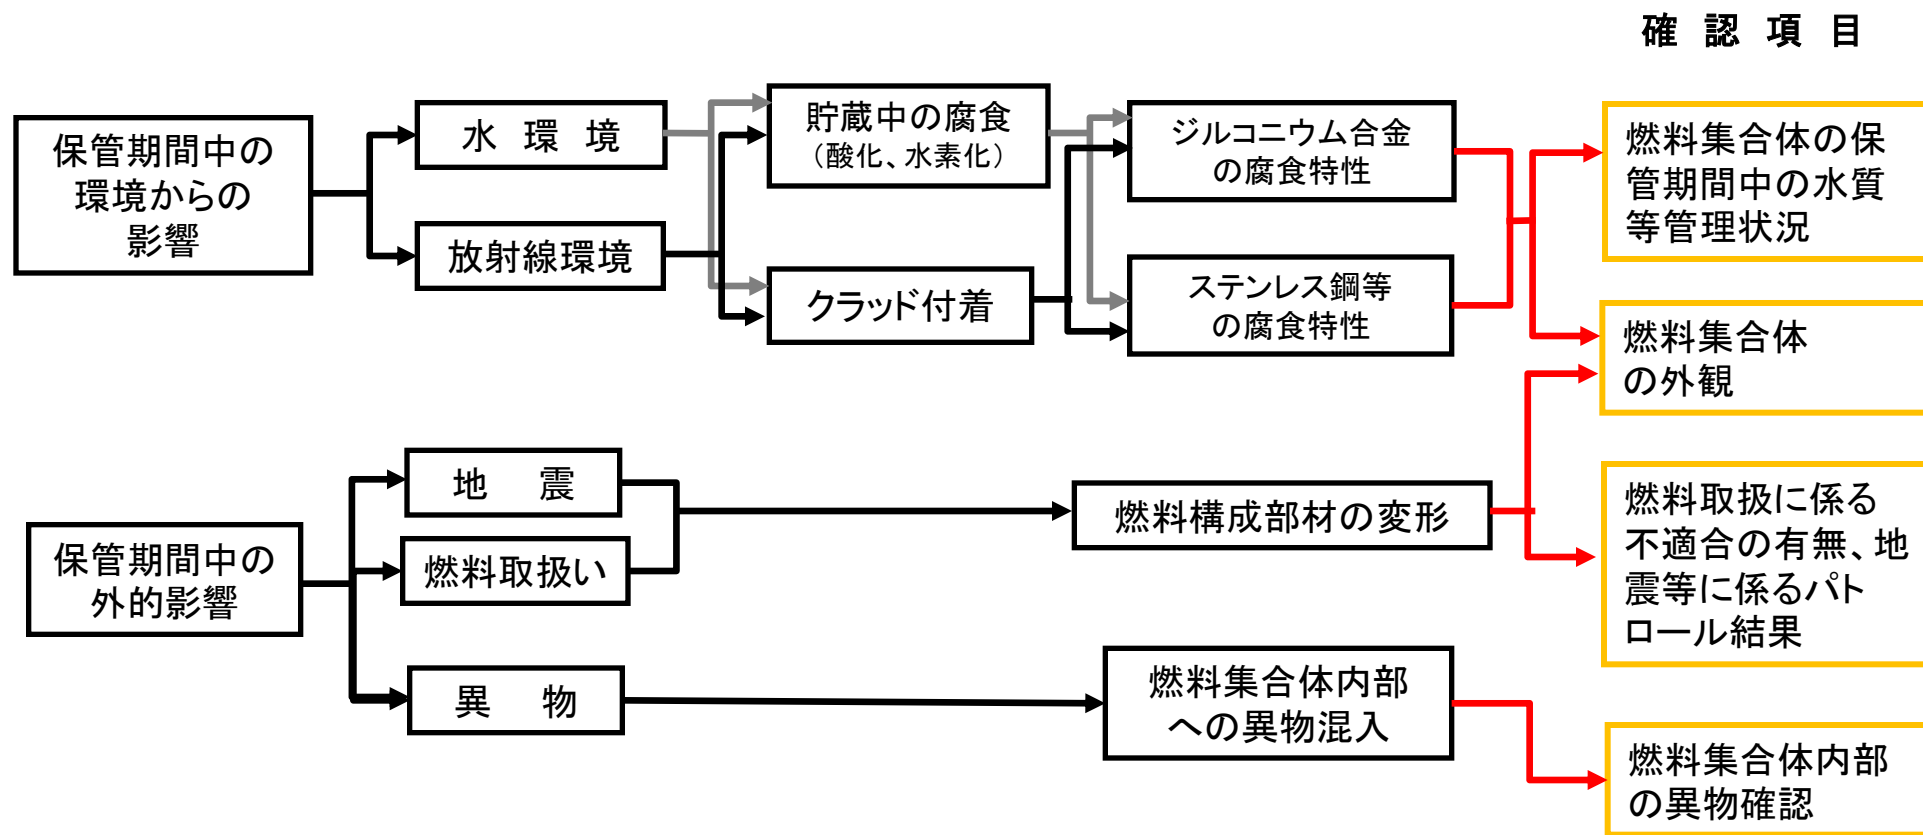 確認項目
保管期間中の
環境からの
影響
水環境
放射線環境
貯蔵中の腐食
（酸化、水素化）
クラッド付着
ジルコニウム合金
の腐食特性
ステンレス鋼等
の腐食特性
燃料集合体の保
管期間中の水質
等管理状況
燃料集合体
の外観
保管期間中の
外的影響
地震
燃料取扱い
異物
燃料構成部材の変形
燃料集合体内部
への異物混入
燃料取扱に係る
不適合の有無、地
震等に係るパト
ロール結果
燃料集合体内部
の異物確認